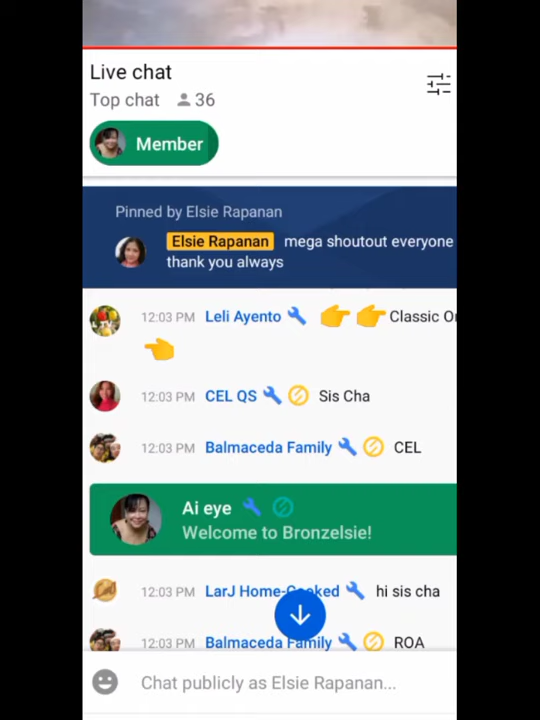 Live chat
Top chat 36
Member
Pinned by Elsie Rapanan
Elsie Rapanan mega shoutout everyone
thank you always
12:03 PM Leli Ayento 👉 👉 Classic
👈
12:03 PM CEL QS Sis Cha
12:03 PM Balmaceda Family CEL
Ai eye
Welcome to Bronzelsie!
12:03 PM LarJ Home-Cooked hi sis cha
12:03 PM Balmaceda Family ROA
Chat publicly as Elsie Rapanan...